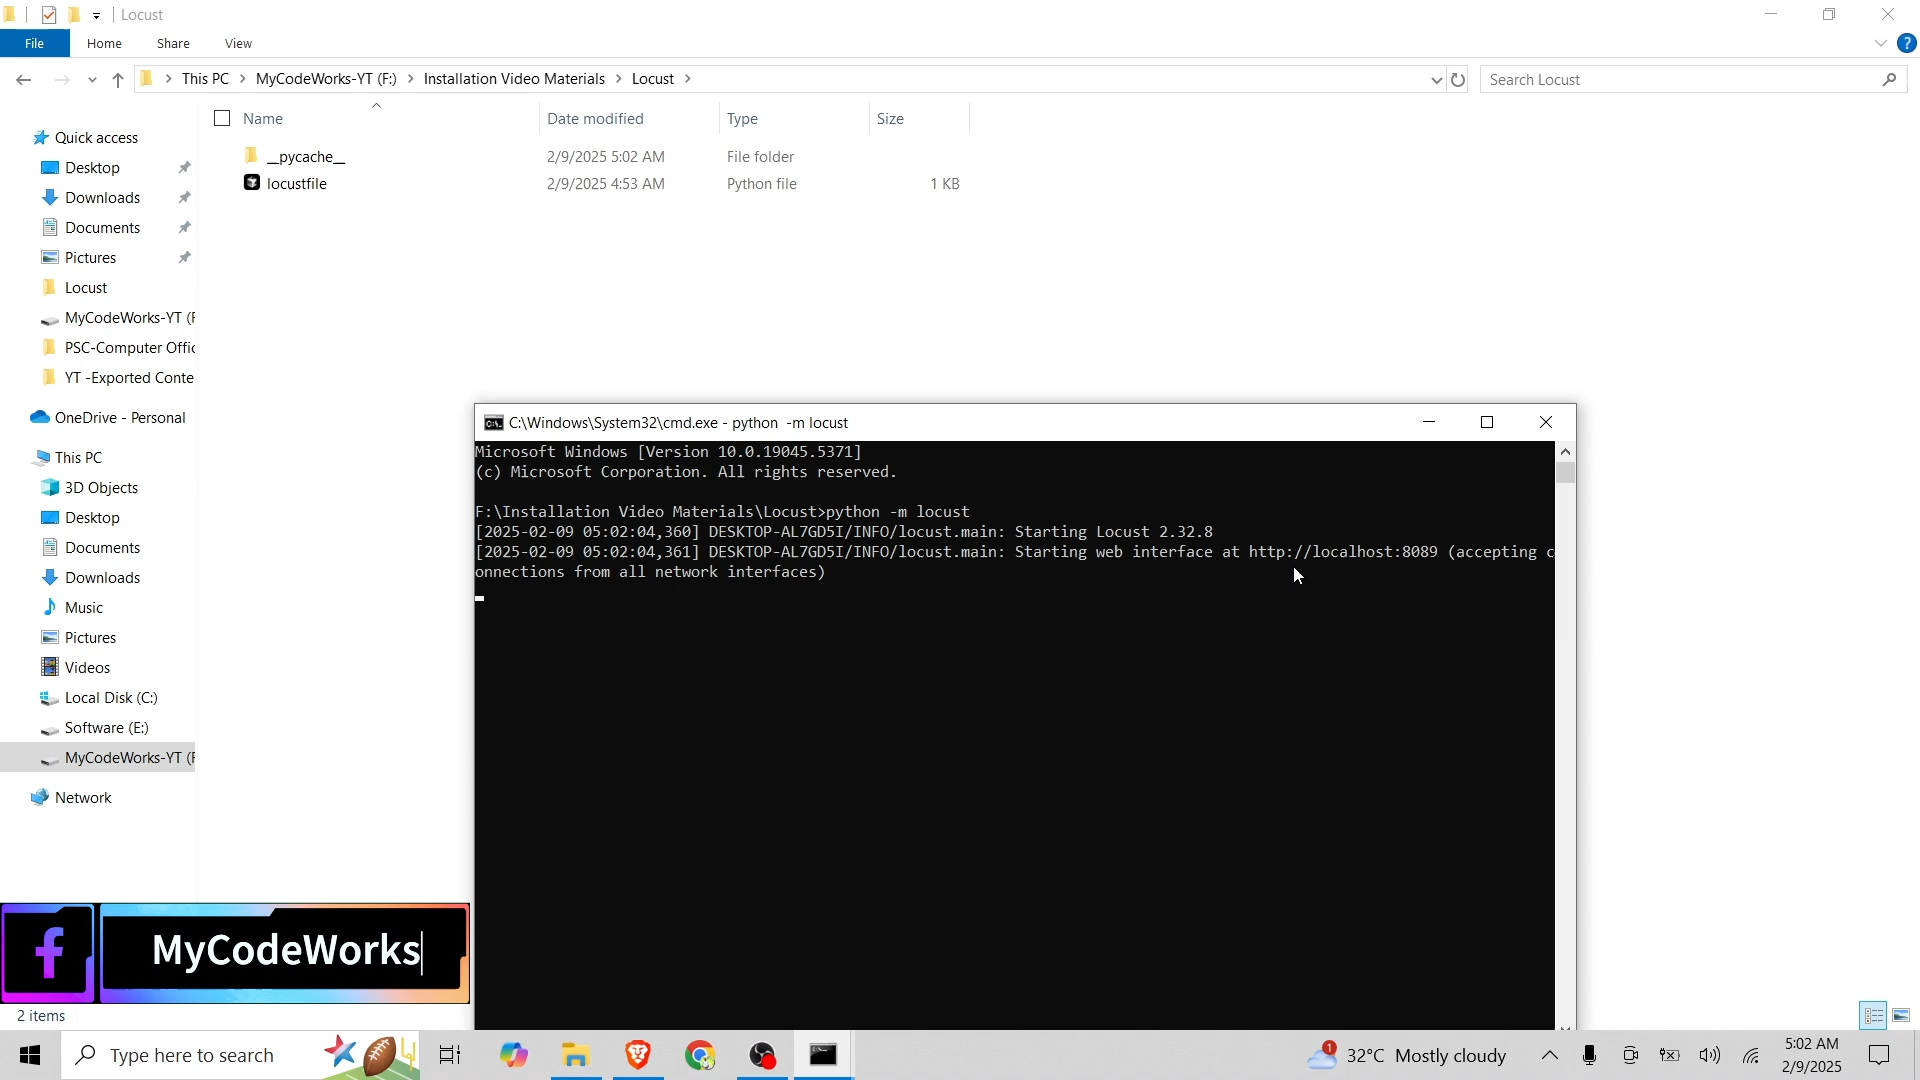 Locust
File Home Share View
This PC MyCodeWorks-YT (F:) Installation Video Materials Locust
Search Locust
Name Date modified Type Size
__pycache__ 2/9/2025 5:02 AM File folder
locustfile 2/9/2025 4:53 AM Python file 1 KB
Quick access
Desktop
Downloads
Documents
Pictures
Locust
MyCodeWorks-YT (F
PSC-Computer Offic
YT -Exported Conte
OneDrive - Personal
This PC
3D Objects
Desktop
Documents
Downloads
Music
Pictures
Videos
Local Disk (C:)
Software (E:)
MyCodeWorks-YT (F
Network
C:\Windows\System32\cmd.exe - python  -m locust
Microsoft Windows [Version 10.0.19045.5371]
(c) Microsoft Corporation. All rights reserved.
F:\Installation Video Materials\Locust>python -m locust
[2025-02-09 05:02:04,360] DESKTOP-AL7GD5I/INFO/locust.main: Starting Locust 2.32.8
[2025-02-09 05:02:04,361] DESKTOP-AL7GD5I/INFO/locust.main: Starting web interface at http://localhost:8089 (accepting c
onnections from all network interfaces)
MyCodeWorks
2 items
Type here to search
1
32°C Mostly cloudy
5:02 AM
2/9/2025